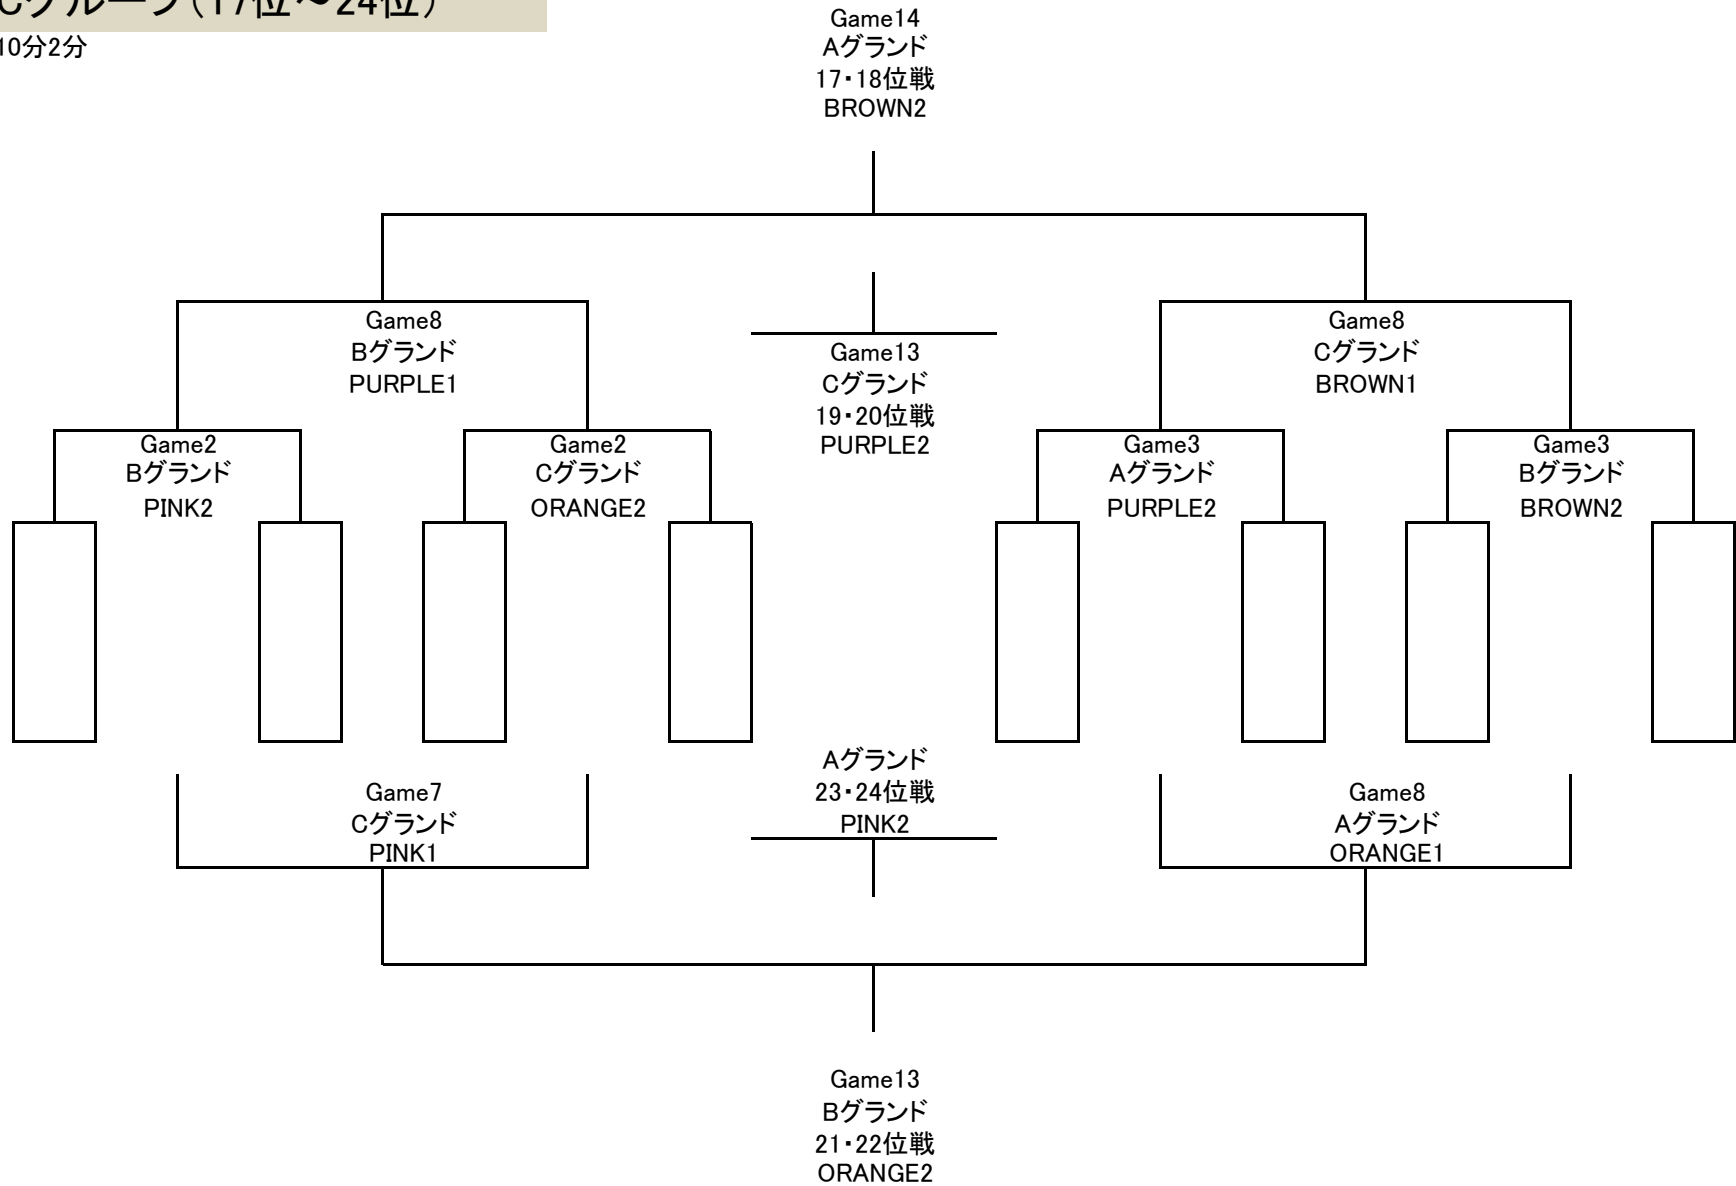 Cグループ（17位～24位）
10分2分
Game14
Aグランド
17・18位戦
BROWN2
Game8
Bグランド
PURPLE1
Game13
Cグランド
19・20位戦
PURPLE2
Game8
Cグランド
BROWN1
Game2
Bグランド
PINK2
Game2
Cグランド
ORANGE2
Game3
Aグランド
PURPLE2
Game3
Bグランド
BROWN2
Game7
Cグランド
PINK1
Aグランド
23・24位戦
PINK2
Game8
Aグランド
ORANGE1
Game13
Bグランド
21・22位戦
ORANGE2